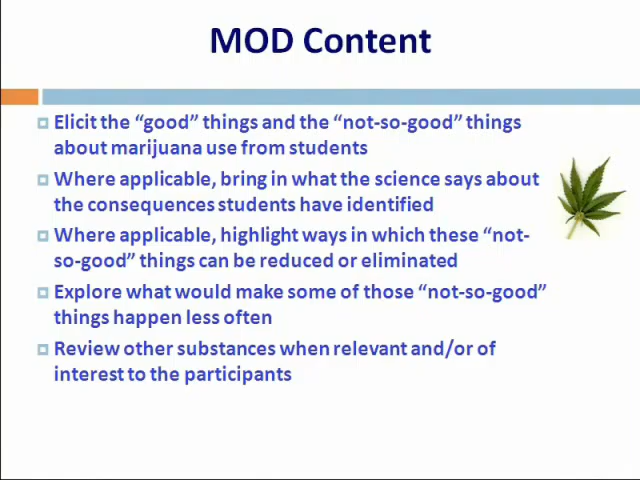 MOD Content
Elicit the “good” things and the “not-so-good” things
about marijuana use from students
Where applicable, bring in what the science says about
the consequences students have identified
Where applicable, highlight ways in which these “not-
so-good” things can be reduced or eliminated
Explore what would make some of those “not-so-good”
things happen less often
Review other substances when relevant and/or of
interest to the participants